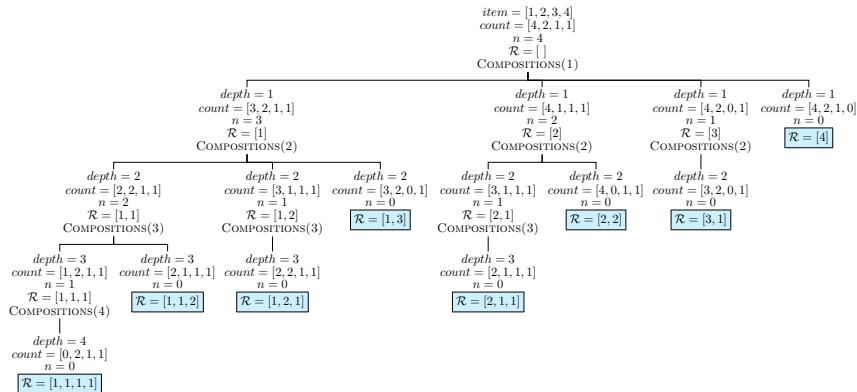 item = [1, 2, 3, 4]
count = [4, 2, 1, 1]
n = 4
R = [ ]
COMPOSITIONS(1)
depth = 1
count = [3, 2, 1, 1]
n = 3
R = [1]
COMPOSITIONS(2)
depth = 1
count = [4, 1, 1, 1]
n = 2
R = [2]
COMPOSITIONS(2)
depth = 1
count = [4, 2, 0, 1]
n = 1
R = [3]
COMPOSITIONS(2)
depth = 1
count = [4, 2, 1, 0]
n = 0
R = [4]
depth = 2
count = [2, 2, 1, 1]
n = 2
R = [1, 1]
COMPOSITIONS(3)
depth = 2
count = [3, 1, 1, 1]
n = 1
R = [1, 2]
COMPOSITIONS(3)
depth = 2
count = [3, 2, 0, 1]
n = 0
R = [1, 3]
depth = 2
count = [3, 1, 1, 1]
n = 1
R = [2, 1]
COMPOSITIONS(3)
depth = 2
count = [4, 0, 1, 1]
n = 0
R = [2, 2]
depth = 2
count = [3, 2, 0, 1]
n = 0
R = [3, 1]
depth = 3
count = [1, 2, 1, 1]
n = 1
R = [1, 1, 1]
COMPOSITIONS(4)
depth = 3
count = [2, 1, 1, 1]
n = 0
R = [1, 1, 2]
depth = 3
count = [2, 2, 1, 1]
n = 0
R = [1, 2, 1]
depth = 3
count = [2, 1, 1, 1]
n = 0
R = [2, 1, 1]
depth = 4
count = [0, 2, 1, 1]
n = 0
R = [1, 1, 1, 1]